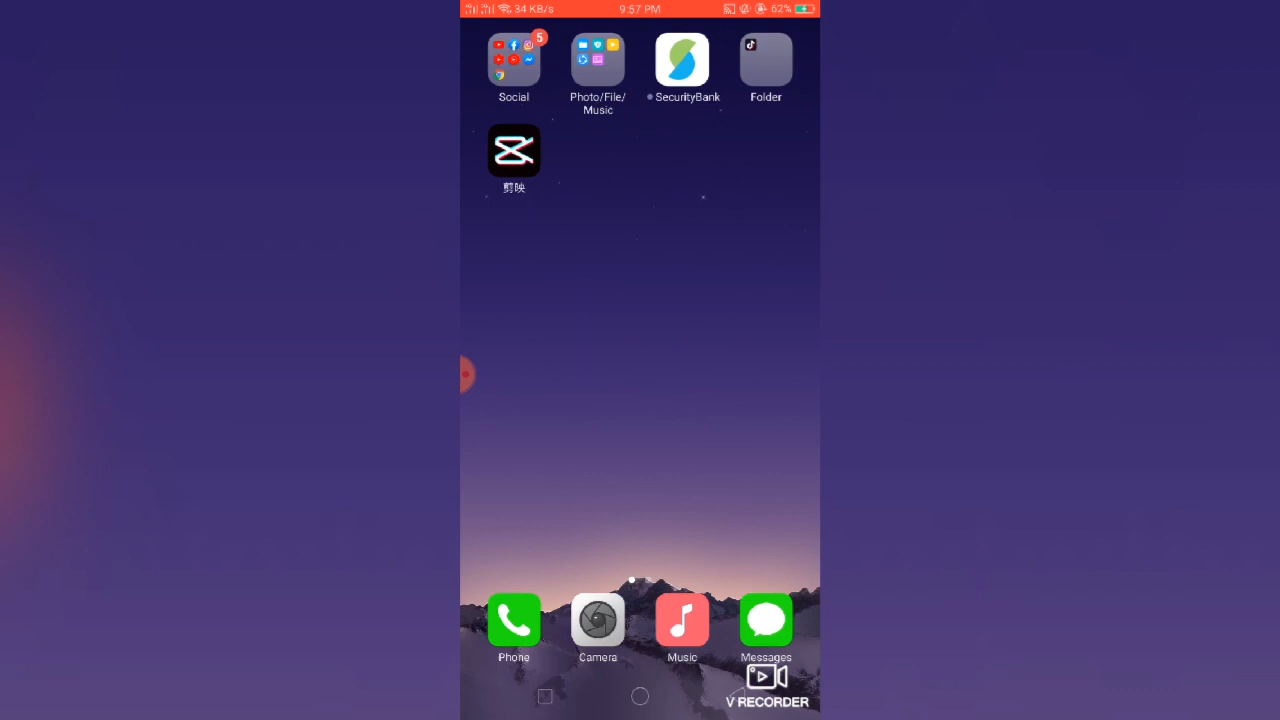 34 KB/s 9:57 PM 62%
5
Social Photo/File/ SecurityBank Folder
Music
剪映
Phone Camera Music Messages
V RECORDER